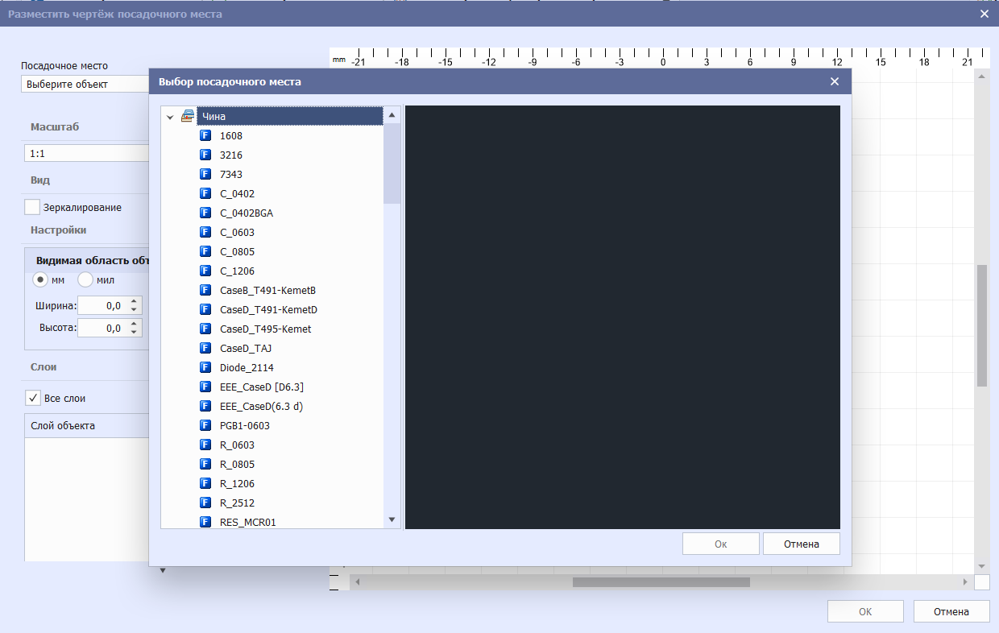 Разместить чертёж посадочного места
mm -21 -18 -15 -12 -9 -6 -3 0 3 6 9 12 15 18 21
Посадочное место
Выберите объект
Масштаб
1:1
Вид
Зеркалирование
Настройки
Видимая область объ
мм мил
Ширина: 0,0
Высота: 0,0
Слои
Все слои
Слой объекта
Выбор посадочного места
Чина
1608
3216
7343
C_0402
C_0402BGA
C_0603
C_0805
C_1206
CaseB_T491-KemetB
CaseD_T491-KemetD
CaseD_T495-Kemet
CaseD_TAJ
Diode_2114
EEE_CaseD [D6.3]
EEE_CaseD(6.3 d)
PGB1-0603
R_0603
R_0805
R_1206
R_2512
RES_MCR01
Ок Отмена
ОК Отмена